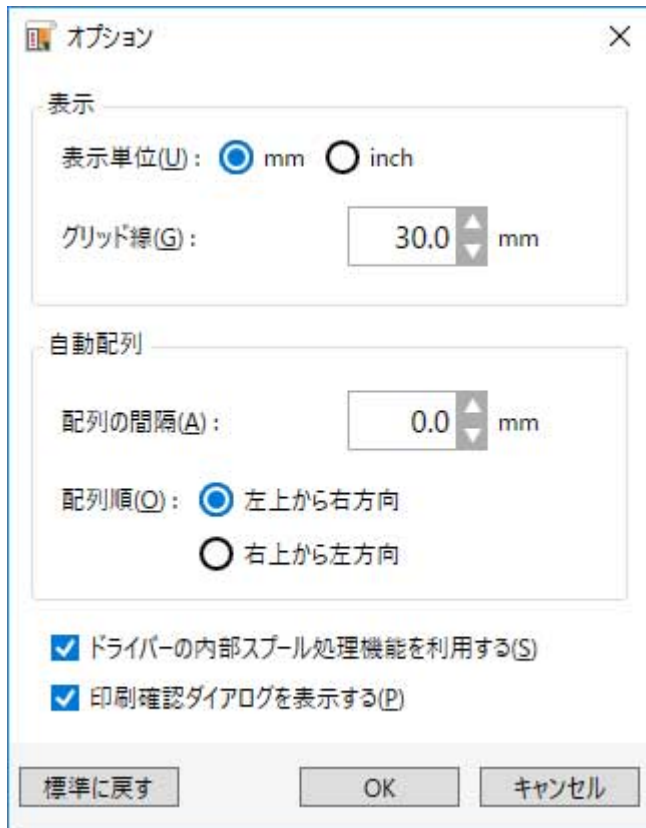 オプション
表示
表示単位(U) : mm inch
グリッド線(G) : 30.0 mm
自動配列
配列の間隔(A) : 0.0 mm
配列順(O) : 左上から右方向
右上から左方向
ドライバーの内部スプール処理機能を利用する(S)
印刷確認ダイアログを表示する(P)
標準に戻す OK キャンセル